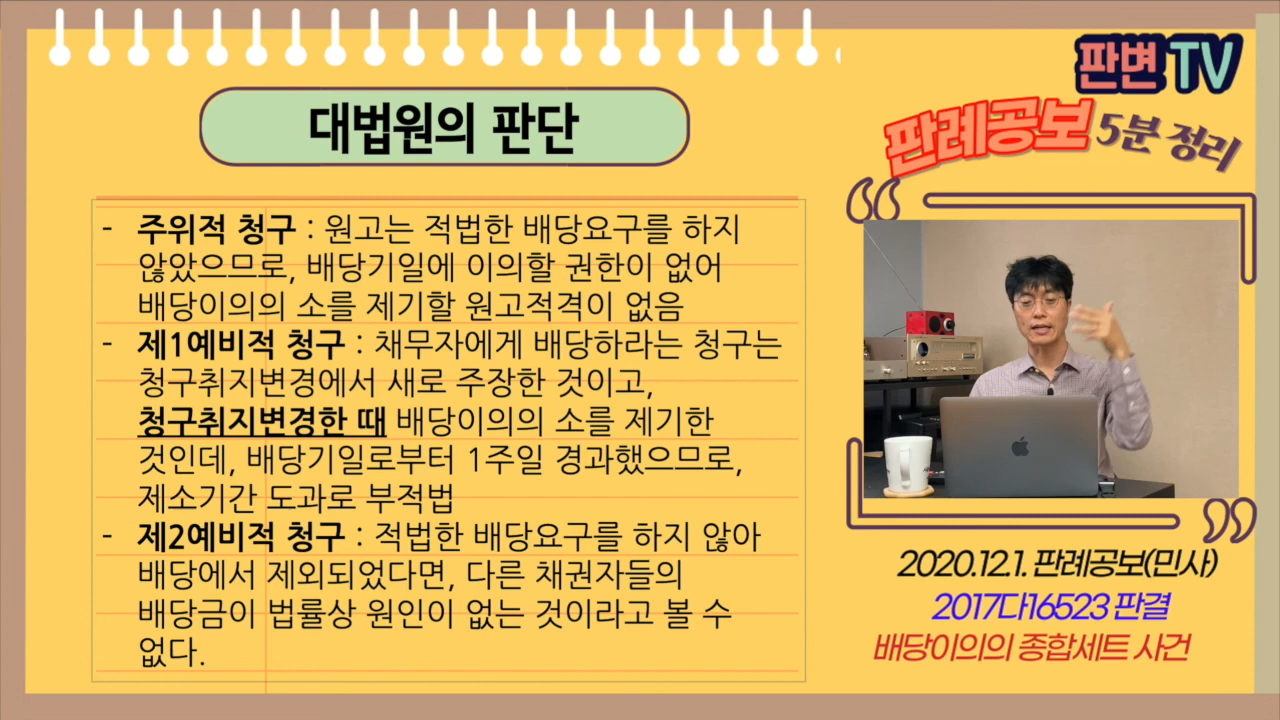 판변 TV
판례공보 5분 정리
대법원의 판단
- 주위적 청구 : 원고는 적법한 배당요구를 하지
않았으므로, 배당기일에 이의할 권한이 없어
배당이의의 소를 제기할 원고적격이 없음
- 제1예비적 청구 : 채무자에게 배당하라는 청구는
청구취지변경에서 새로 주장한 것이고,
청구취지변경한 때 배당이의의 소를 제기한
것인데, 배당기일로부터 1주일 경과했으므로,
제소기간 도과로 부적법
- 제2예비적 청구 : 적법한 배당요구를 하지 않아
배당에서 제외되었다면, 다른 채권자들의
배당금이 법률상 원인이 없는 것이라고 볼 수
없다.
2020.12.1. 판례공보(민사)
2017다16523 판결
배당이의의 종합세트 사건